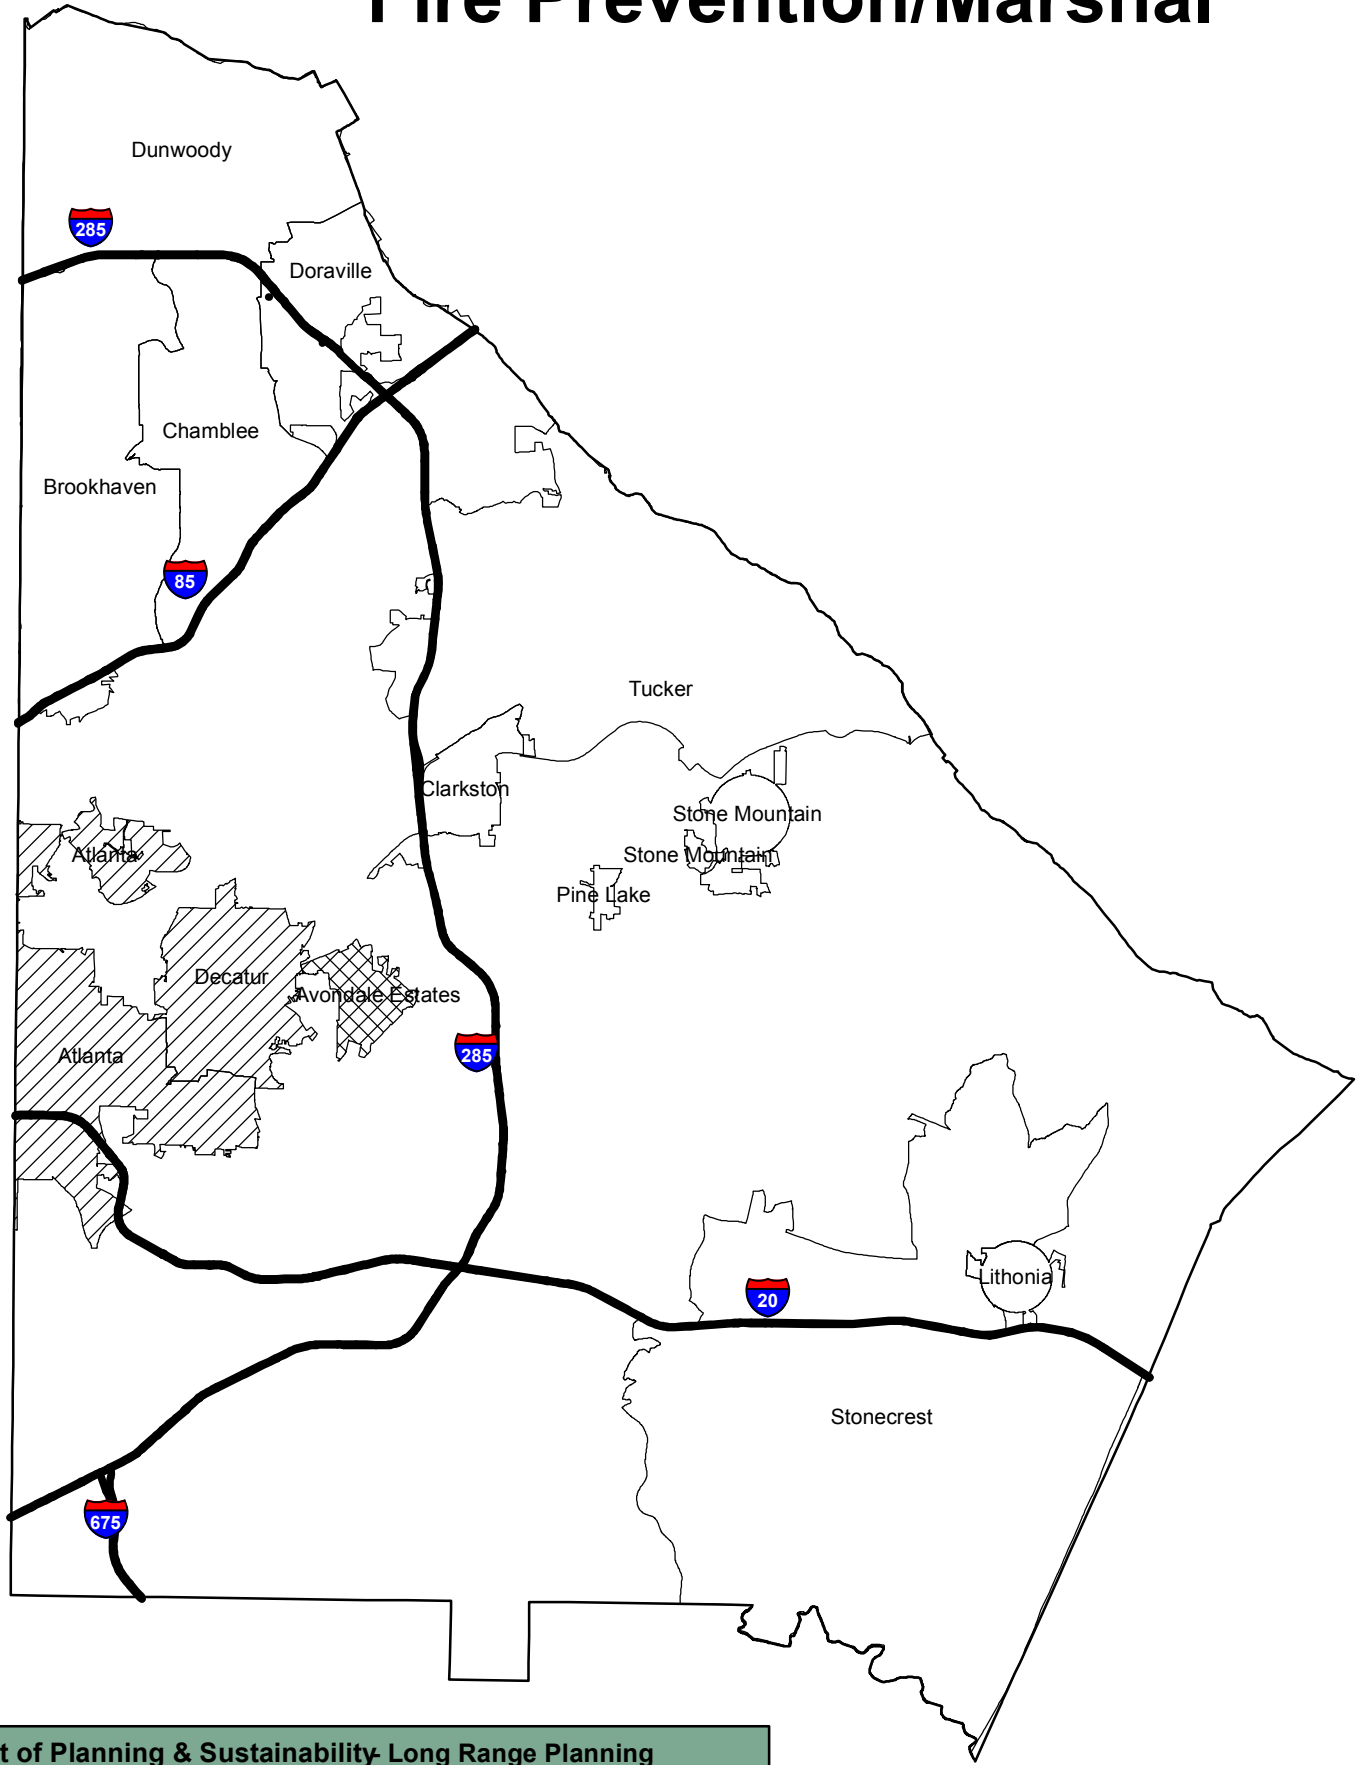 Fire Prevention/Marshal
Dunwoody
285
Doraville
Chamblee
Brookhaven
85
Tucker
Clarkston
Stone Mountain
Atlanta
Stone Mountain
Pine Lake
Decatur
Avondale Estates
Atlanta
285
Lithonia
20
Stonecrest
675
t of Planning & Sustainability- Long Range Planning